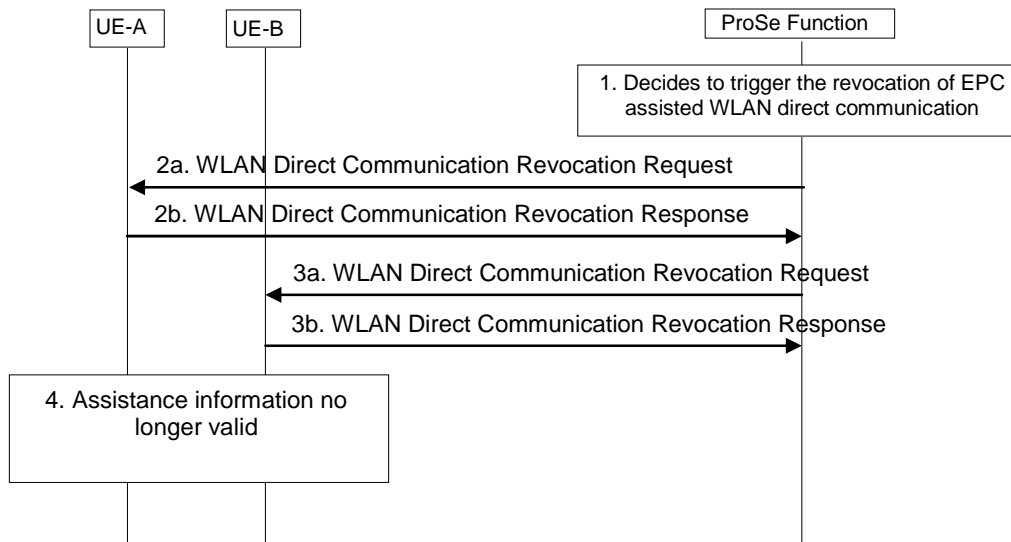 UE-A
UE-B
ProSe Function
1. Decides to trigger the revocation of EPC
assisted WLAN direct communication
2a. WLAN Direct Communication Revocation Request
2b. WLAN Direct Communication Revocation Response
3a. WLAN Direct Communication Revocation Request
3b. WLAN Direct Communication Revocation Response
4. Assistance information no
longer valid